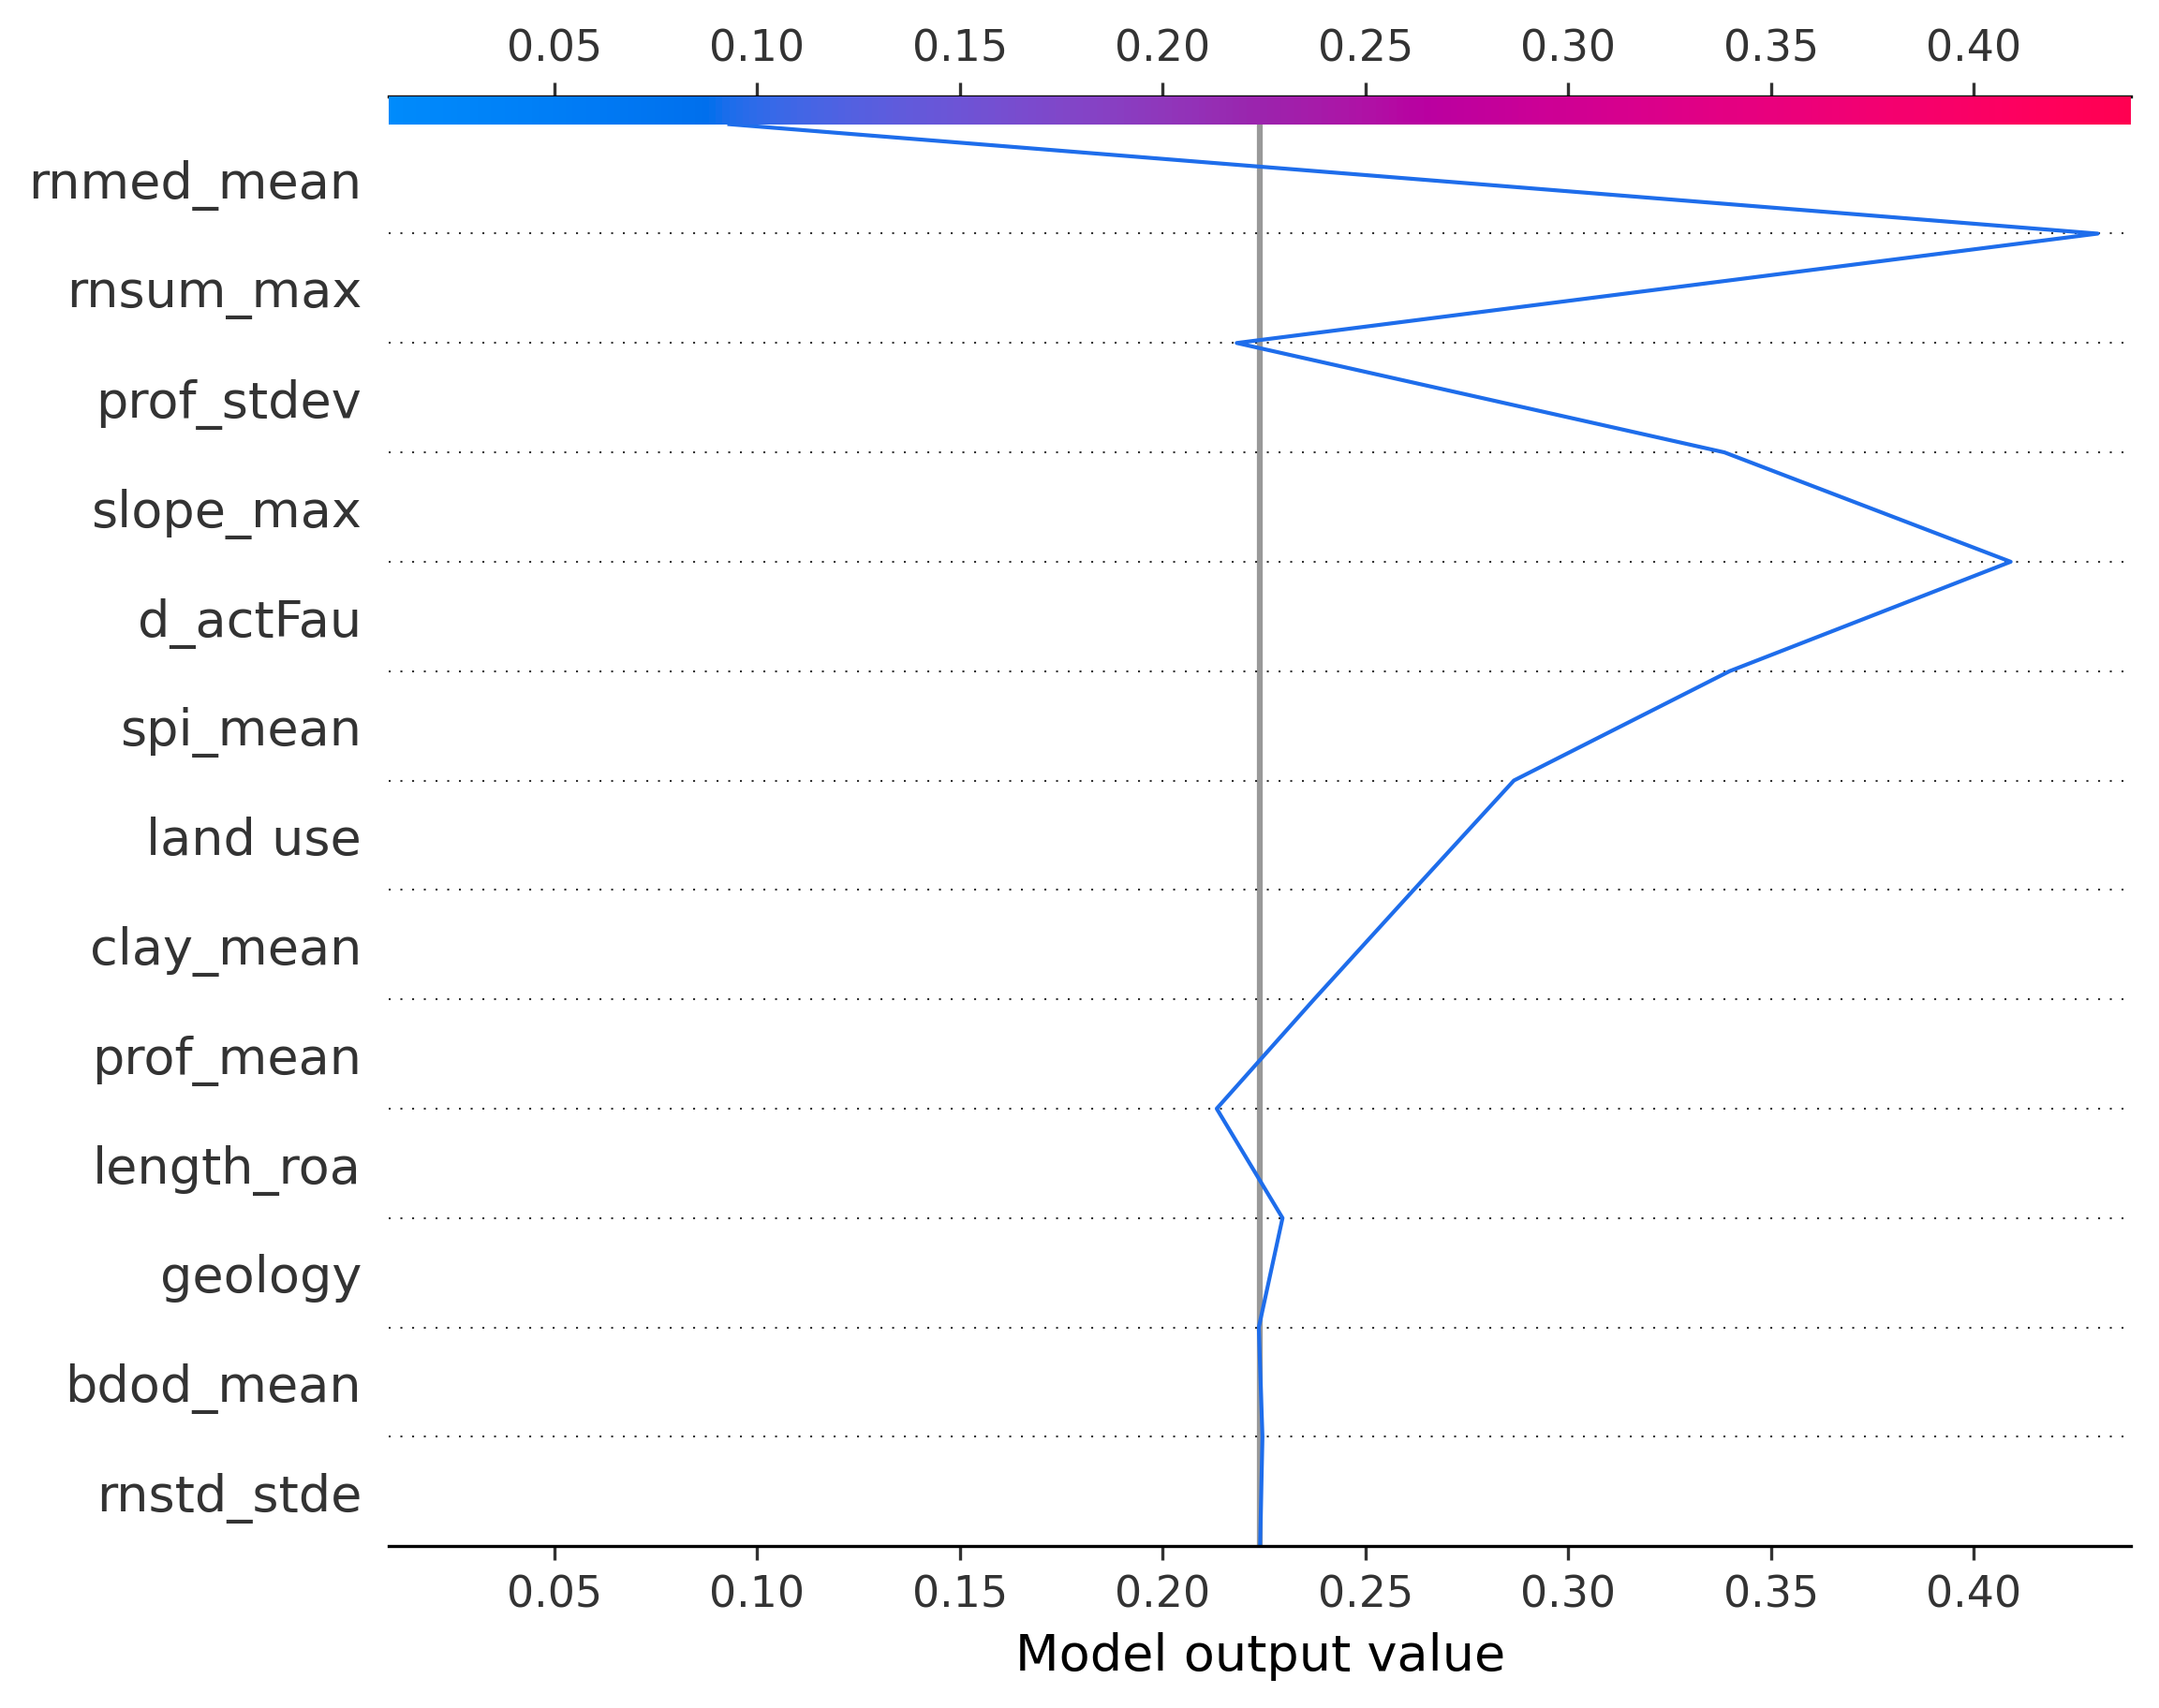 0.05 0.10 0.15 0.20 0.25 0.30 0.35 0.40
rnmed_mean
rnsum_max
prof_stdev
slope_max
d_actFau
spi_mean
land use
clay_mean
prof_mean
length_roa
geology
bdod_mean
rnstd_stde
0.05 0.10 0.15 0.20 0.25 0.30 0.35 0.40
Model output value